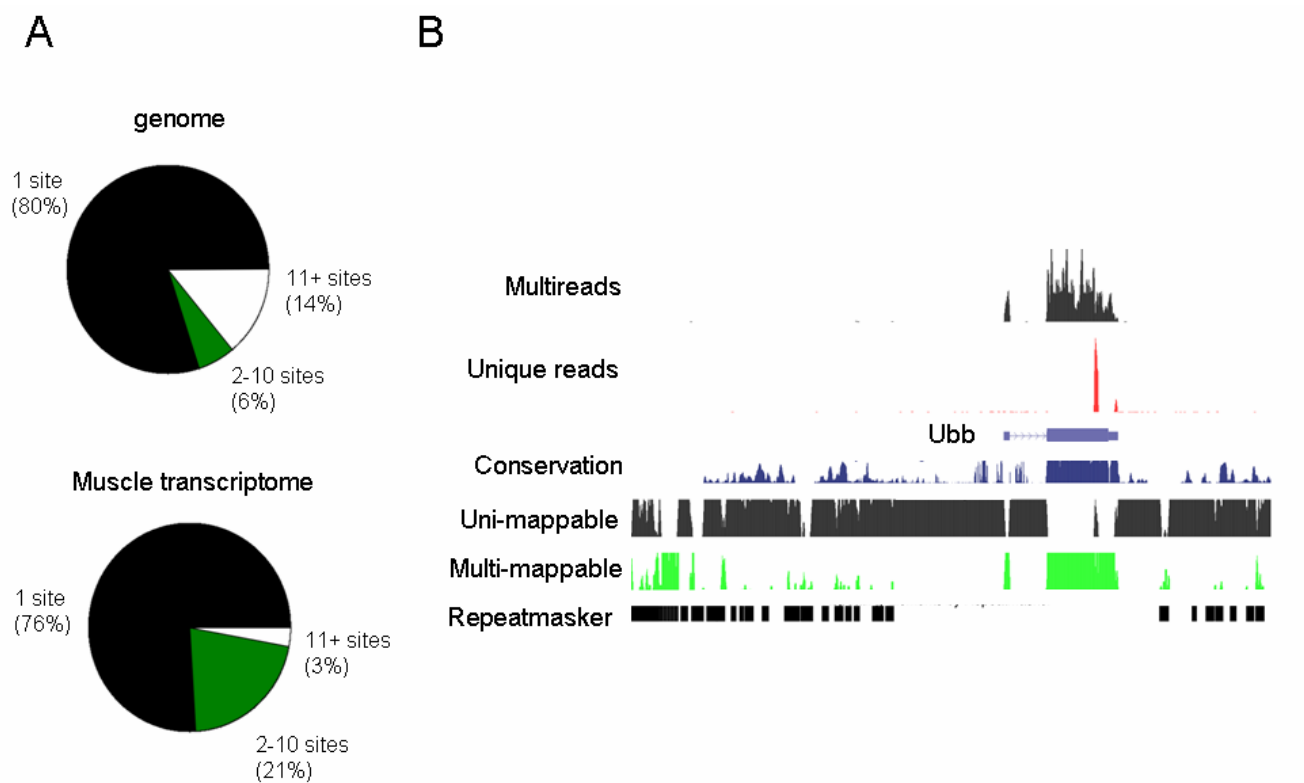 A
B
genome
1 site
(80%)
11+ sites
(14%)
2-10 sites
(6%)
Muscle transcriptome
1 site
(76%)
11+ sites
(3%)
2-10 sites
(21%)
Multireads
Unique reads
Ubb
Conservation
Uni-mappable
Multi-mappable
Repeatmasker